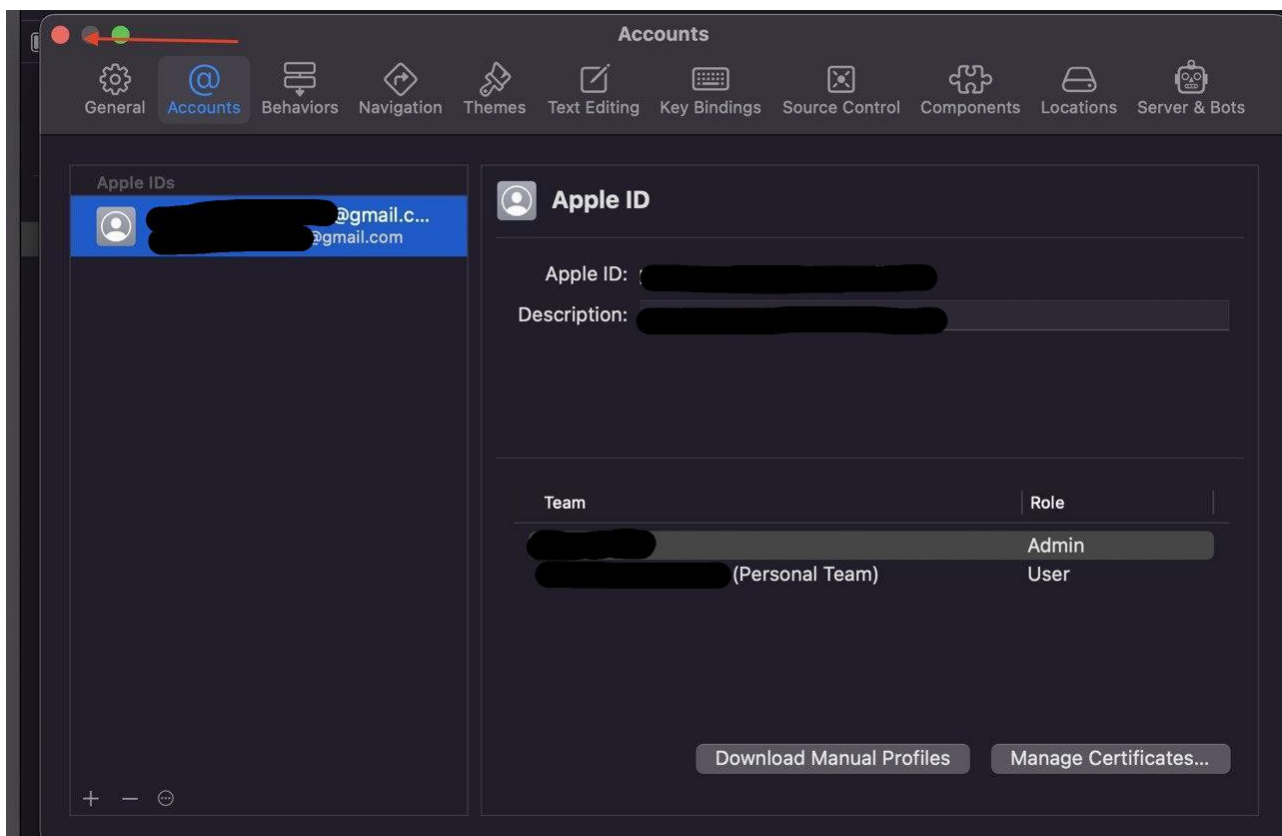 Accounts
General Accounts Behaviors Navigation Themes Text Editing Key Bindings Source Control Components Locations Server & Bots
Apple IDs
@gmail.c...
@gmail.com
Apple ID
Apple ID:
Description:
Team Role
Admin
(Personal Team) User
Download Manual Profiles Manage Certificates...